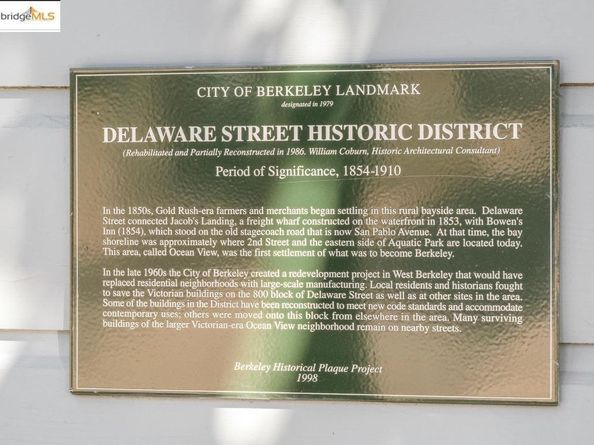 bridgeMLS
CITY OF BERKELEY LANDMARK
designated in 1979
DELAWARE STREET HISTORIC DISTRICT
(Rehabilitated and Partially Reconstructed in 1986. William Coburn, Historic Architectural Consultant)
Period of Significance, 1854-1910
In the 1850s, Gold Rush-era farmers and merchants began settling in this rural bayside area. Delaware
Street connected Jacob's Landing, a freight wharf constructed on the waterfront in 1853, with Bowen's
Inn (1854), which stood on the old stagecoach road that is now San Pablo Avenue. At that time, the bay
shoreline was approximately where 2nd Street and the eastern side of Aquatic Park are located today.
This area, called Ocean View, was the first settlement of what was to become Berkeley.
In the late 1960s the City of Berkeley created a redevelopment project in West Berkeley that would have
replaced residential neighborhoods with large-scale manufacturing. Local residents and historians fought
to save the Victorian buildings on the 800 block of Delaware Street as well as at other sites in the area.
Some of the buildings in the District have been reconstructed to meet new code standards and accommodate
contemporary uses; others were moved onto this block from elsewhere in the area. Many surviving
buildings of the larger Victorian-era Ocean View neighborhood remain on nearby streets.
Berkeley Historical Plaque Project
1998